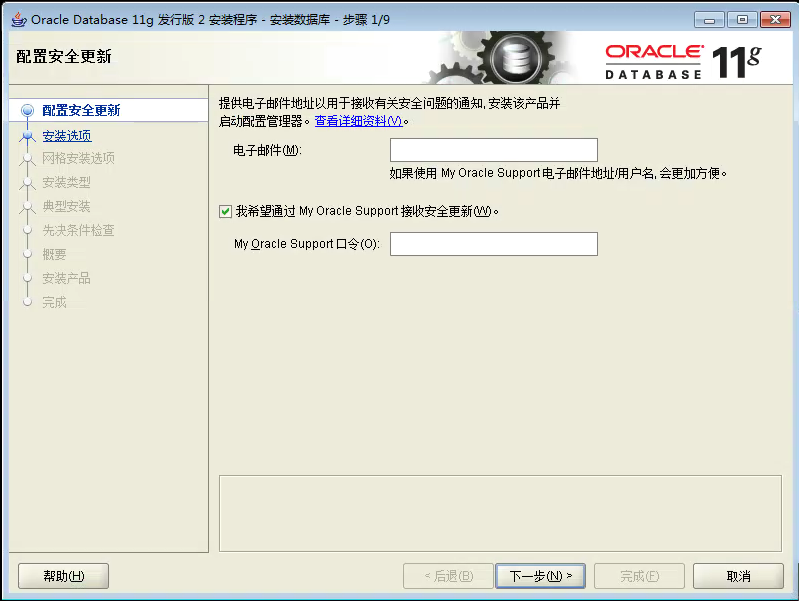 Oracle Database 11g 发行版 2 安装程序 - 安装数据库 - 步骤 1/9
配置安全更新
ORACLE
DATABASE
11g
配置安全更新
安装选项
网格安装选项
安装类型
典型安装
先决条件检查
概要
安装产品
完成
提供电子邮件地址以用于接收有关安全问题的通知, 安装该产品并
启动配置管理器。查看详细资料(V)。
电子邮件(M):
如果使用 My Oracle Support 电子邮件地址/用户名, 会更加方便。
我希望通过 My Oracle Support 接收安全更新(W)。
My Oracle Support 口令(O):
帮助(H)
< 后退(B)
下一步(N) >
完成(F)
取消